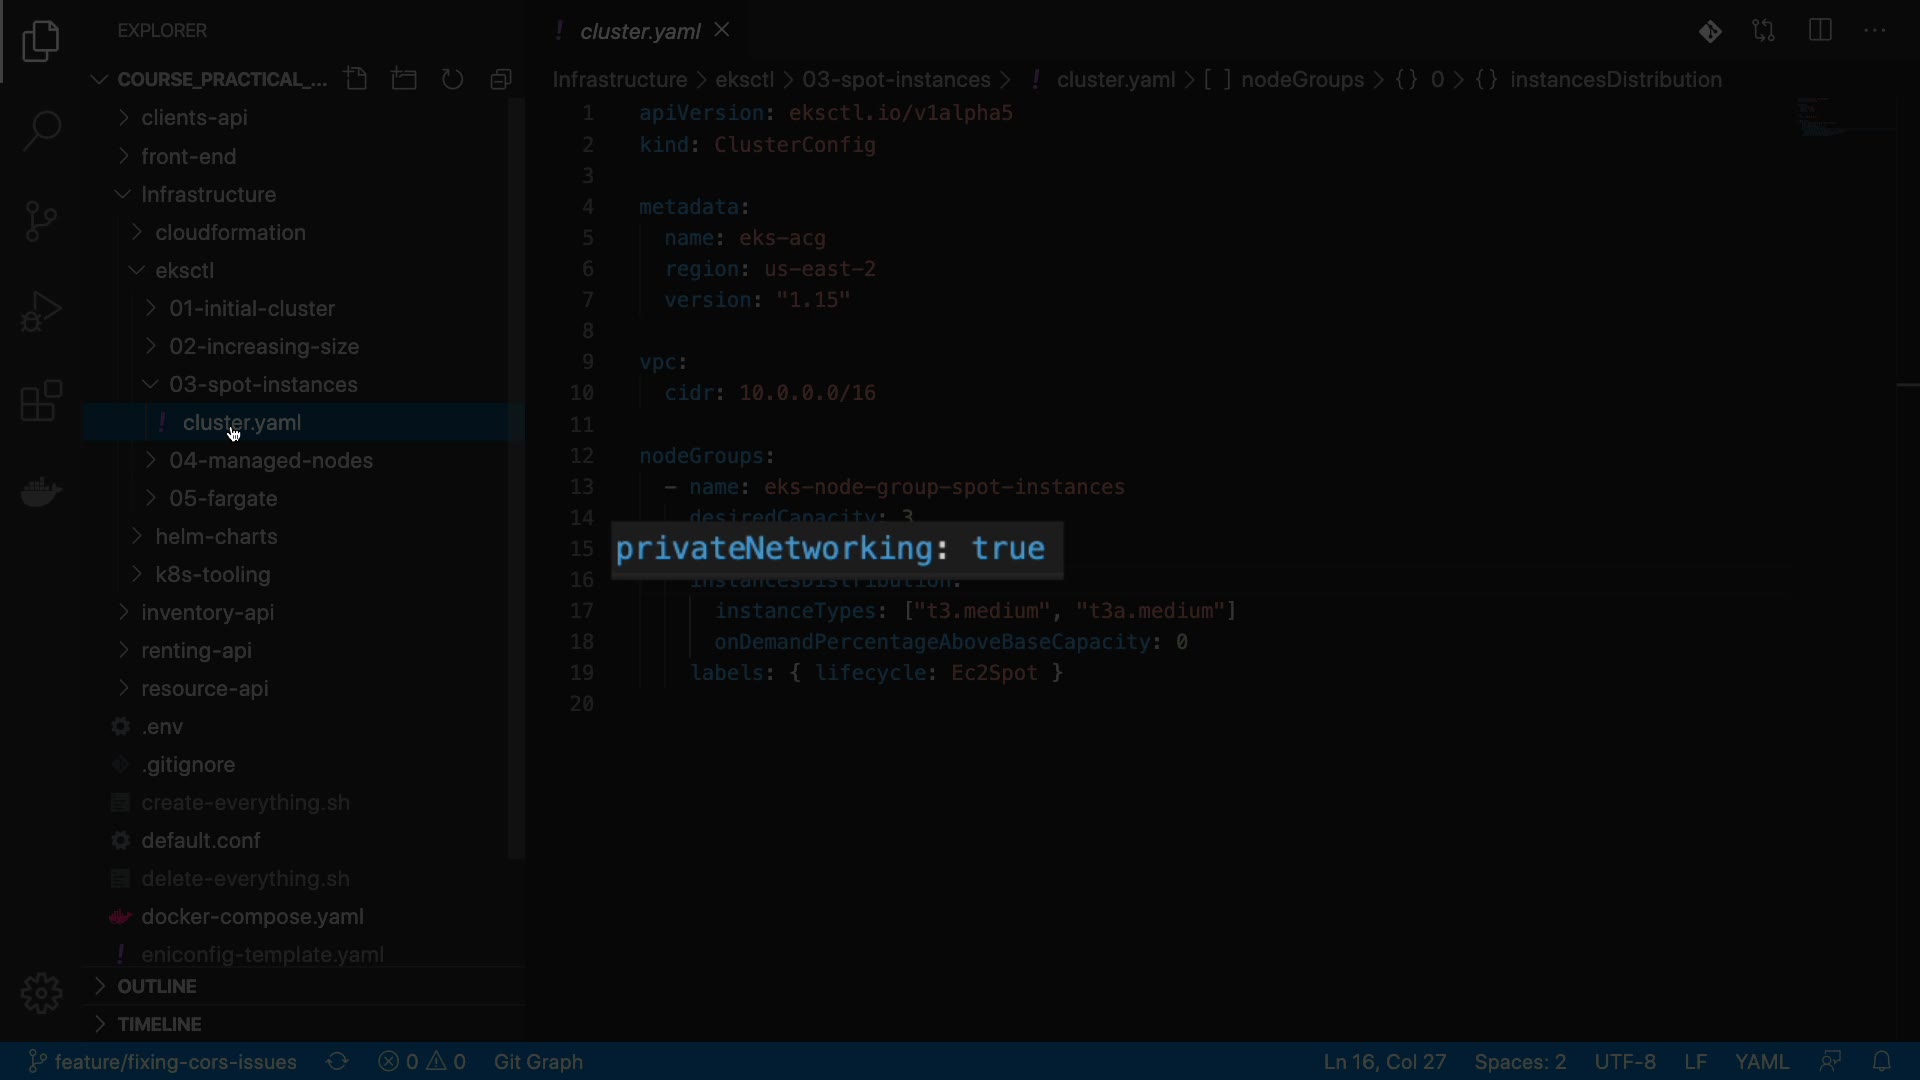 EXPLORER
COURSE_PRACTICAL_...
clients-api
front-end
Infrastructure
cloudformation
eksctl
01-initial-cluster
02-increasing-size
03-spot-instances
! cluster.yaml
04-managed-nodes
05-fargate
helm-charts
k8s-tooling
inventory-api
renting-api
resource-api
.env
.gitignore
create-everything.sh
default.conf
delete-everything.sh
docker-compose.yaml
! eniconfig-template.yaml
OUTLINE
TIMELINE
! cluster.yaml
Infrastructure > eksctl > 03-spot-instances > ! cluster.yaml > [ ] nodeGroups > {} 0 > {} instancesDistribution
1 apiVersion: eksctl.io/v1alpha5
2 kind: ClusterConfig
3
4 metadata:
5 name: eks-acg
6 region: us-east-2
7 version: "1.15"
8
9 vpc:
10 cidr: 10.0.0.0/16
11
12 nodeGroups:
13 - name: eks-node-group-spot-instances
14 desiredCapacity: 3
15 privateNetworking: true
16 instancesDistribution:
17 instanceTypes: ["t3.medium", "t3a.medium"]
18 onDemandPercentageAboveBaseCapacity: 0
19 labels: { lifecycle: Ec2Spot }
20
feature/fixing-cors-issues 0 0 Git Graph Ln 16, Col 27 Spaces: 2 UTF-8 LF YAML